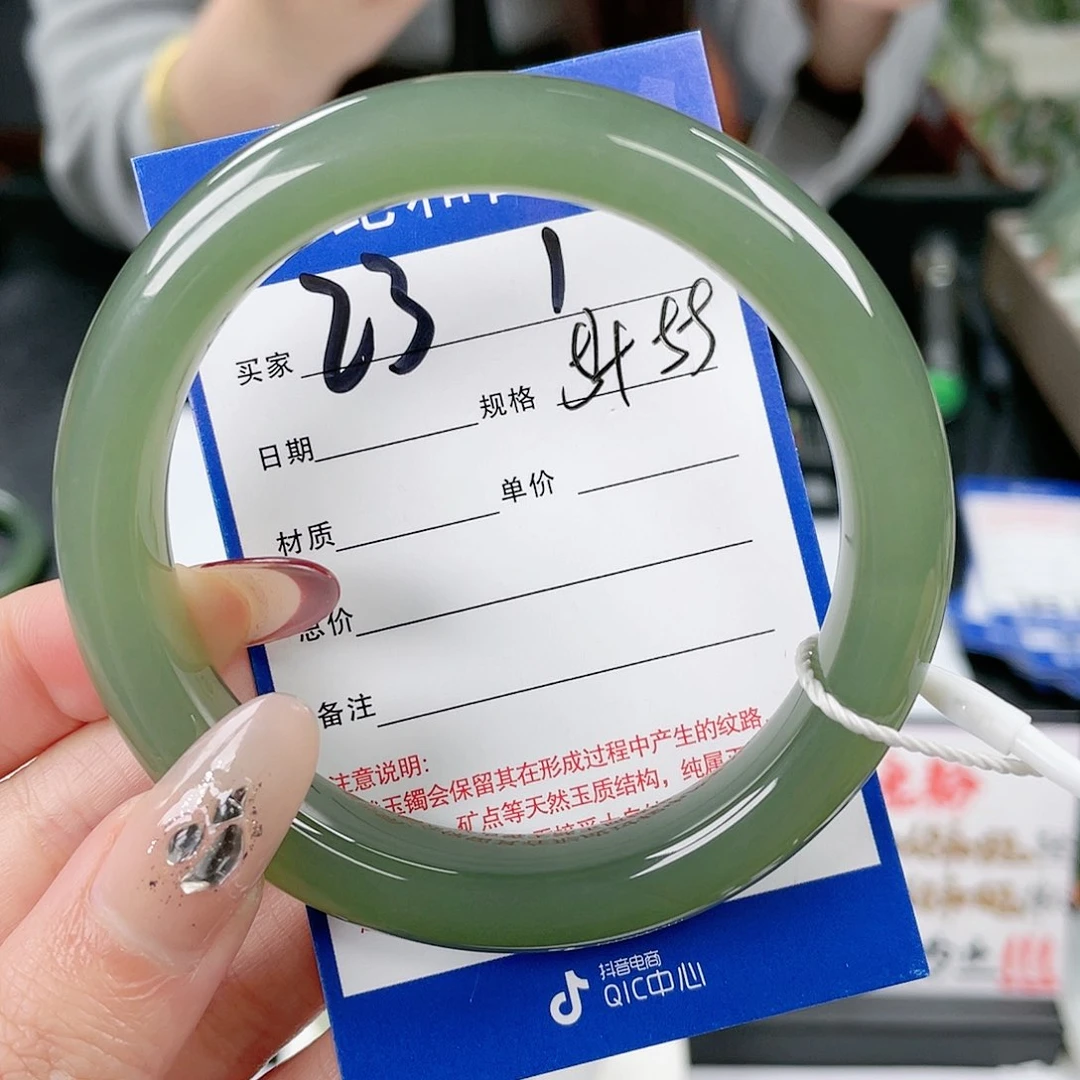 买家 23 1
日期 规格 59
材质 单价
总价
备注
注意说明:
玉镯会保留其在形成过程中产生的纹路
矿点等天然玉质结构，纯属正
抖音电商
QIC中心